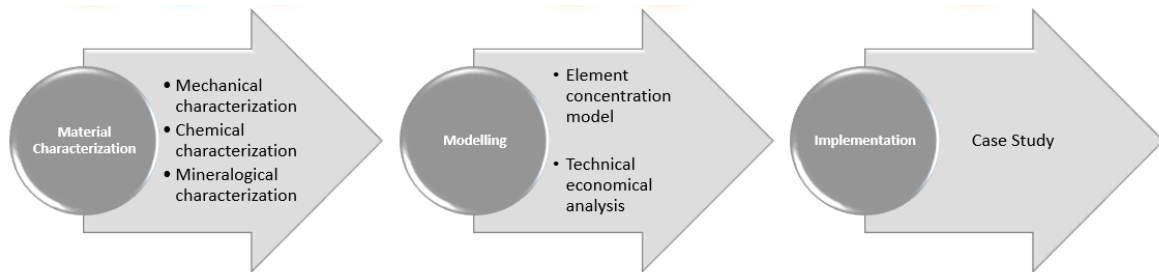 Material
Characterization
• Mechanical
characterization
• Chemical
characterization
• Mineralogical
characterization
Modelling
• Element
concentration
model
• Technical
economical
analysis
Implementation
Case Study